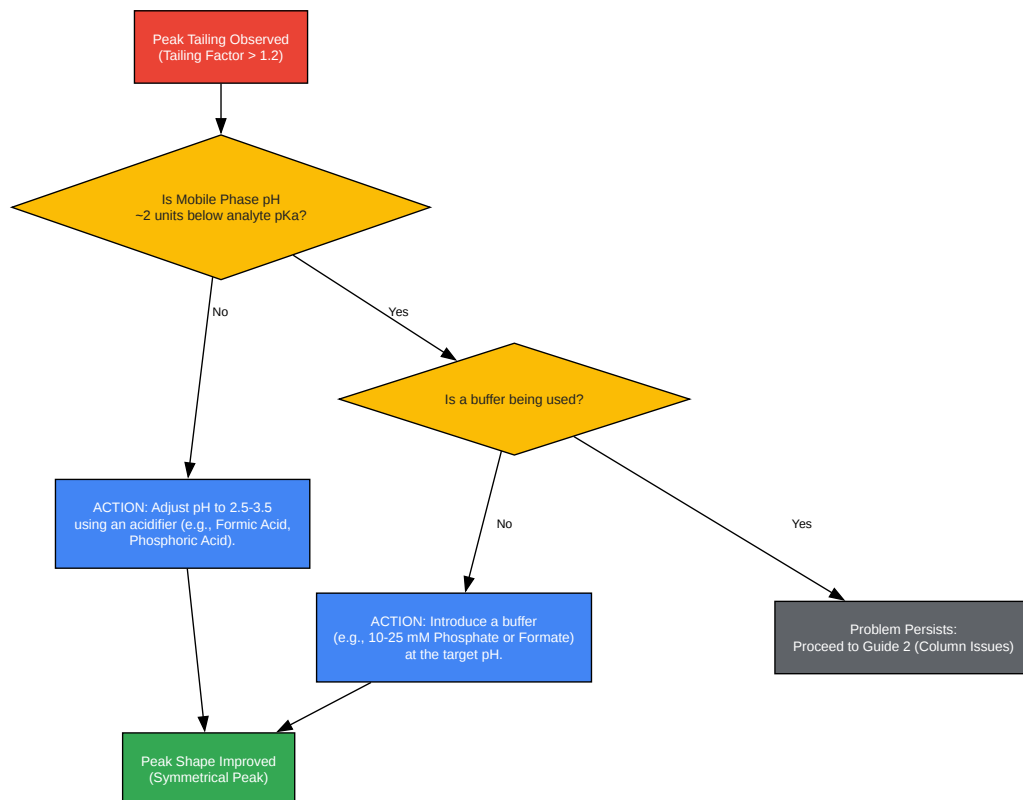 Peak Tailing Observed
(Tailing Factor > 1.2)
Is Mobile Phase pH
~2 units below analyte pKa?
No
Yes
Is a buffer being used?
ACTION: Adjust pH to 2.5-3.5
using an acidifier (e.g., Formic Acid,
Phosphoric Acid).
No
Yes
ACTION: Introduce a buffer
(e.g., 10-25 mM Phosphate or Formate)
at the target pH.
Problem Persists:
Proceed to Guide 2 (Column Issues)
Peak Shape Improved
(Symmetrical Peak)